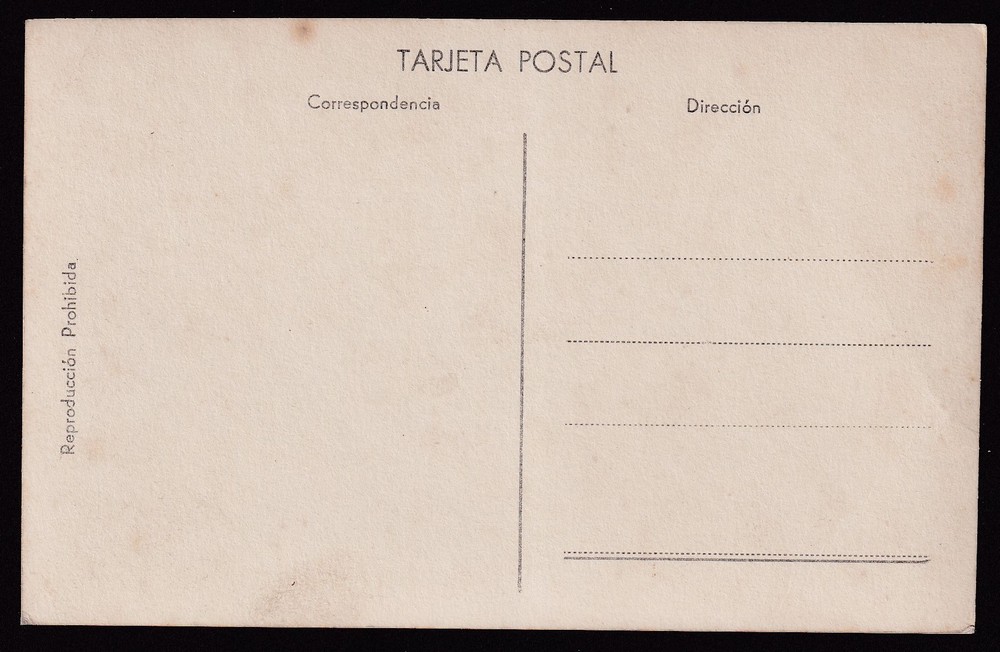 TARJETA POSTAL
Correspondencia
Dirección
Reproducción Prohibida